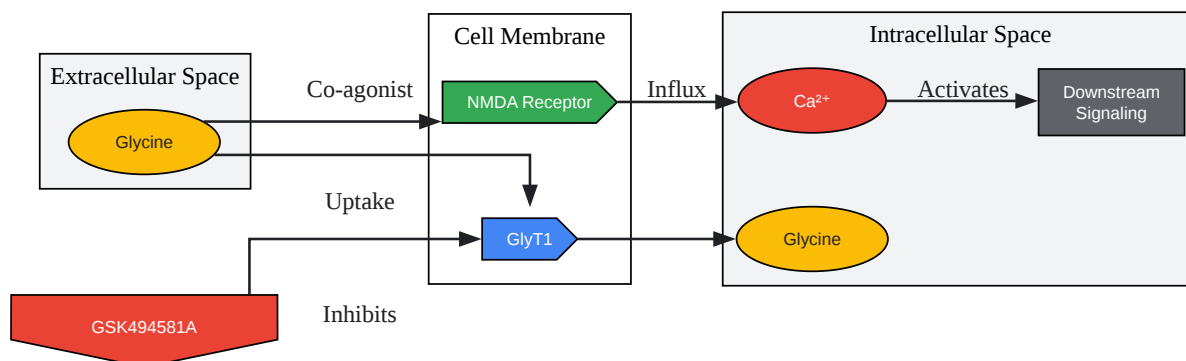 Extracellular Space
Glycine
Co-agonist
Uptake
Inhibits
GSK494581A
Cell Membrane
NMDA Receptor
GlyT1
Influx
Intracellular Space
Ca²⁺
Activates
Downstream
Signaling
Glycine